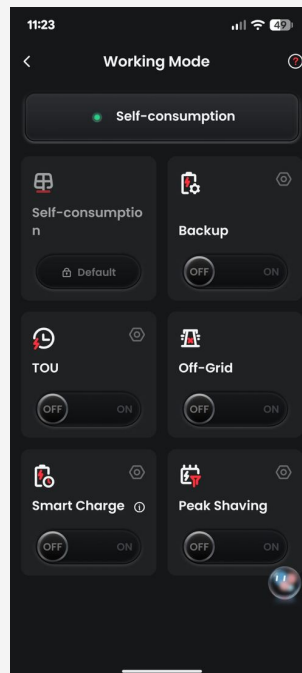 11:23
49
Working Mode
?
Self-consumption
Self-consumptio
n
Default
Backup
OFF ON
TOU
OFF ON
Off-Grid
OFF ON
Smart Charge
OFF ON
Peak Shaving
OFF ON